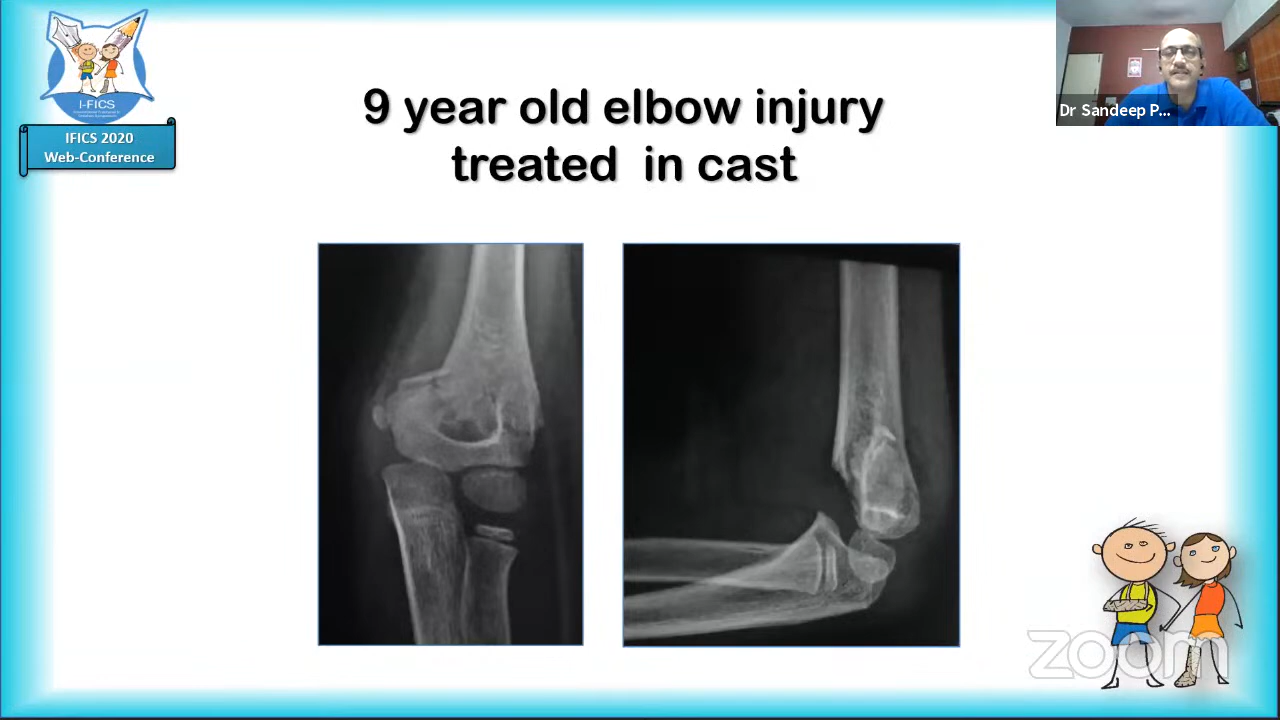 I-FICS
IFICS 2020
Web-Conference
9 year old elbow injury
treated in cast
Dr Sandeep P...
zoom